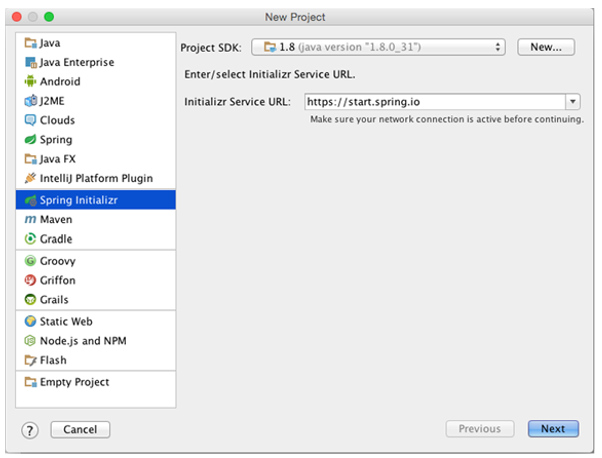 New Project
Java
Java Enterprise
Android
J2ME
Clouds
Spring
Java FX
IntelliJ Platform Plugin
Spring Initializr
Maven
Gradle
Groovy
Griffon
Grails
Static Web
Node.js and NPM
Flash
Empty Project
Project SDK: 1.8 (java version "1.8.0_31") New...
Enter/select Initializr Service URL.
Initializr Service URL: https://start.spring.io
Make sure your network connection is active before continuing.
? Cancel Previous Next